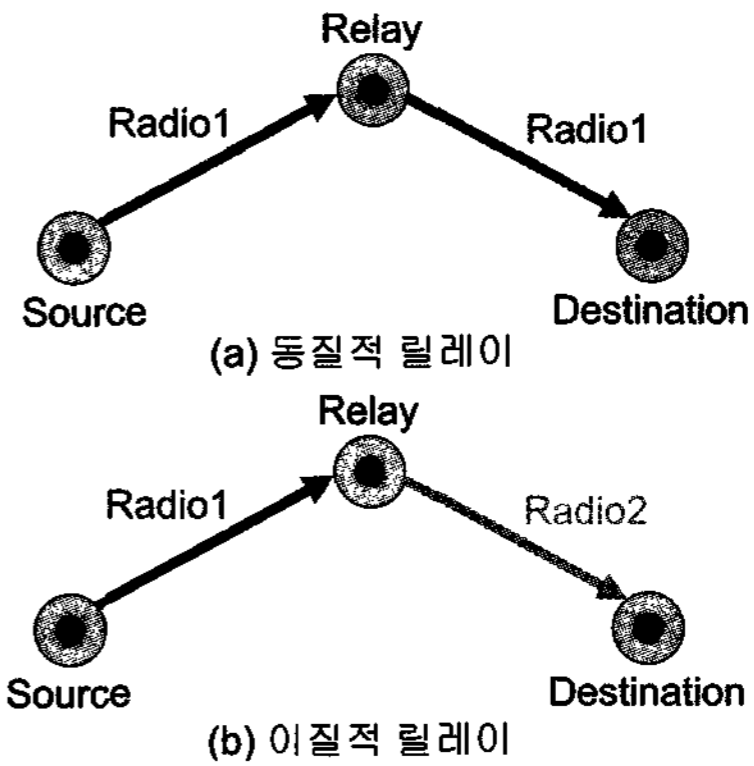 Relay
Radio1
Radio1
Source
Destination
(a) 동질적 릴레이
Relay
Radio1
Radio2
Source
Destination
(b) 이질적 릴레이